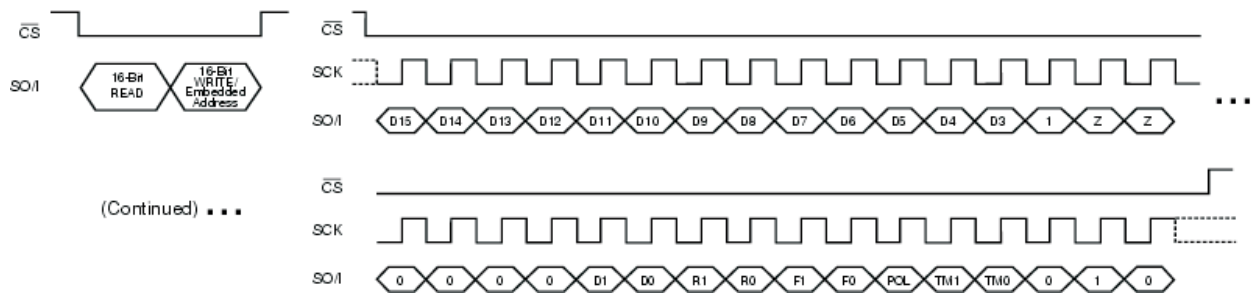 CS
SO/I
16-Bit
READ
16-Bit
WRITE/
Embedded
Address
CS
SCK
SO/I D15 D14 D13 D12 D11 D10 D9 D8 D7 D6 D5 D4 D3 1 Z Z
...
(Continued) ...
CS
SCK
SO/I 0 0 0 0 D1 D0 R1 R0 F1 F0 POL TM1 TM0 0 1 0